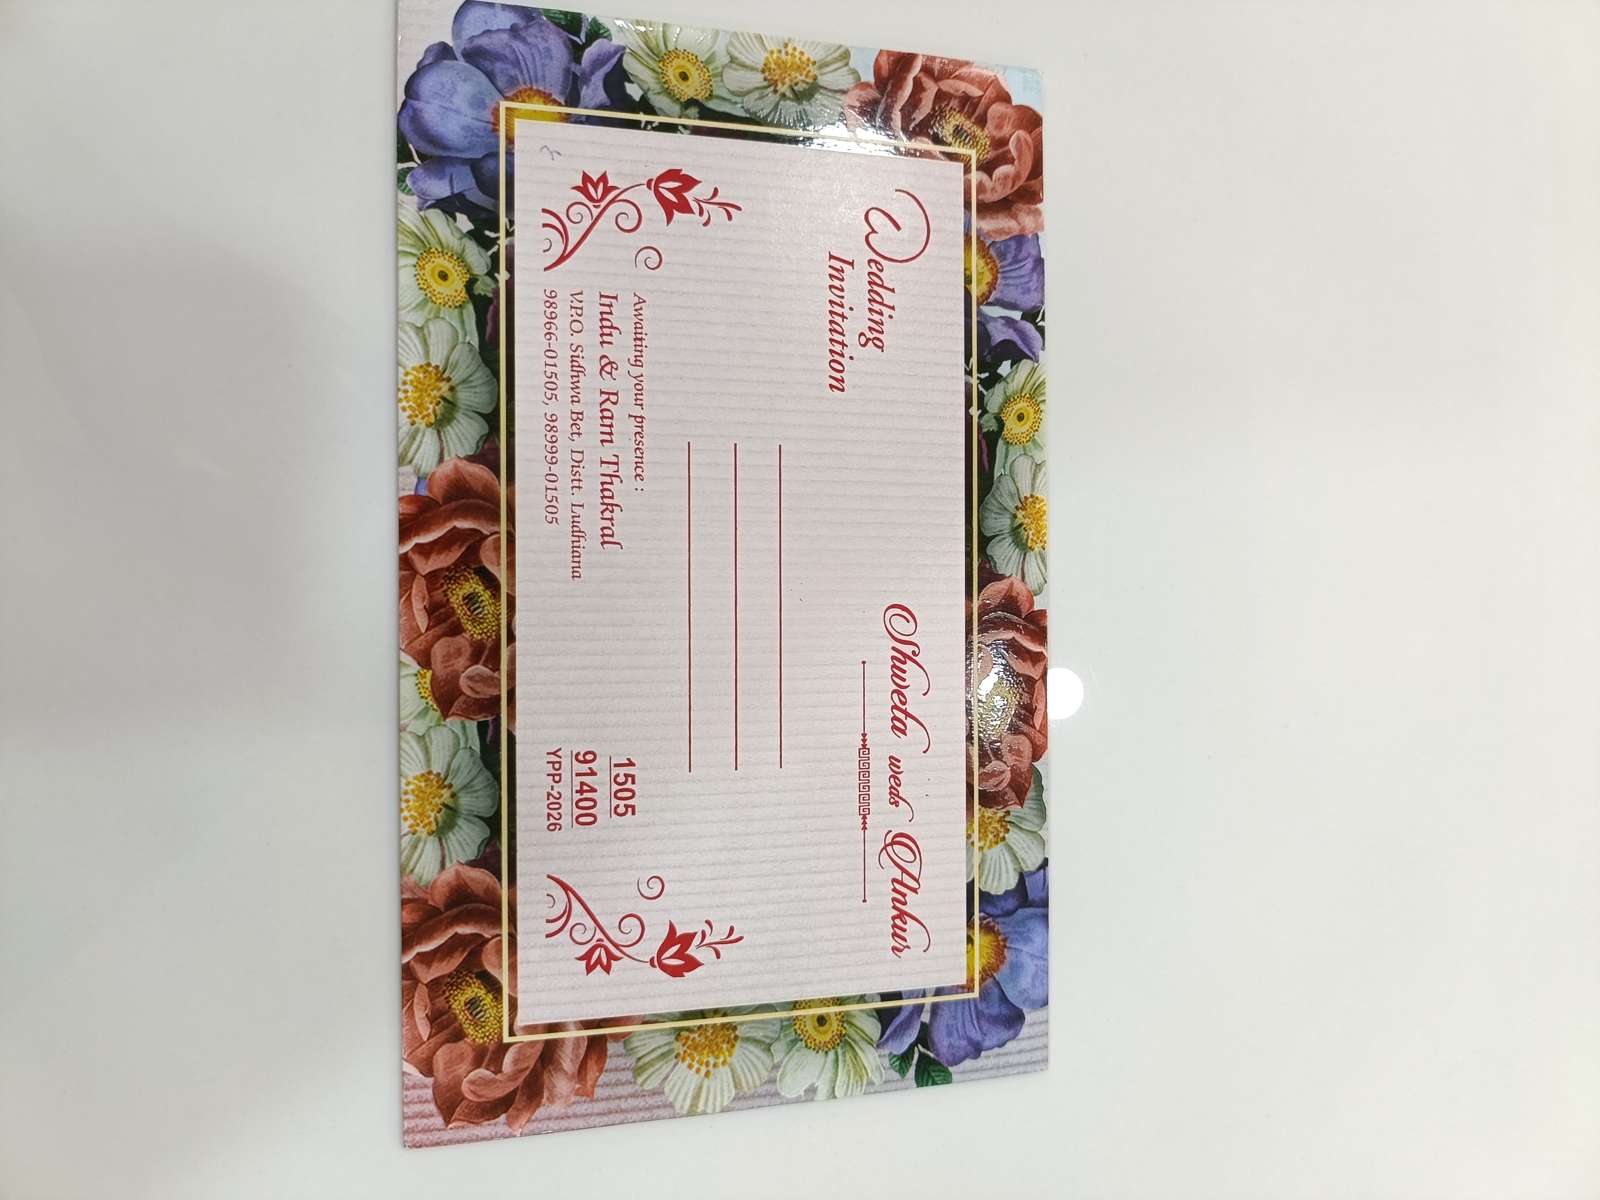 Wedding
Invitation
Shweta weds Ankur
Awaiting your presence :
Indu & Ram Thakral
V.P.O. Sidhwa Bet, Distt. Ludhiana
98966-01505, 98999-01505
1505
91400
YPP-2026